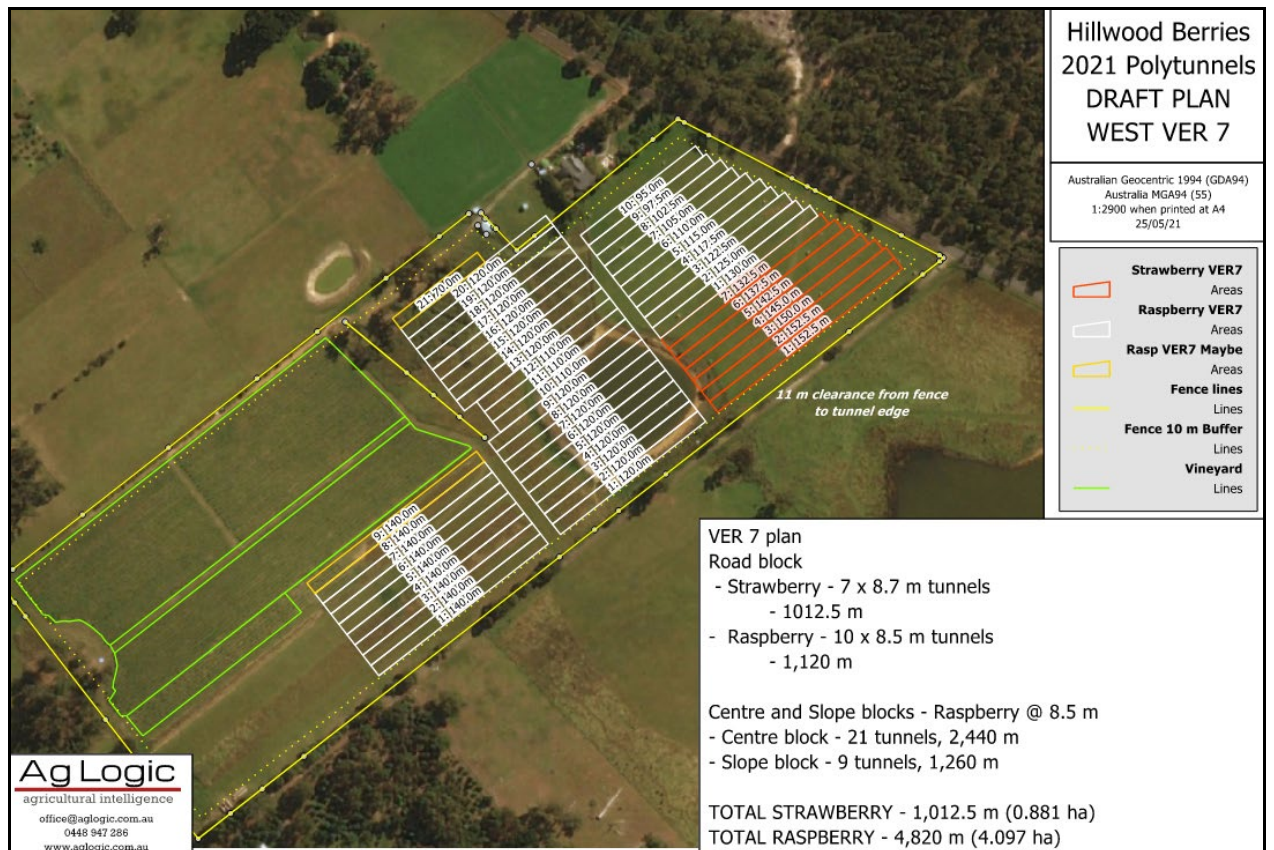 Hillwood Berries
2021 Polytunnels
DRAFT PLAN
WEST VER 7
Australian Geocentric 1994 (GDA94)
Australia MGA94 (55)
1:2900 when printed at A4
25/05/21
Strawberry VER7
Areas
Raspberry VER7
Areas
Rasp VER7 Maybe
Areas
Fence lines
Lines
Fence 10 m Buffer
Lines
Vineyard
Lines
10:|95.0m
9:|97.5m
8:|102.5m
7:|105.0m
6:|110.0m
5:|115.0m
4:|117.5m
3:|122.5m
2:|125.0m
1:|130.0m
7:|132.5 m
6:|137.5 m
5:|142.5 m
4:|145.0 m
3:|150.0 m
2:|152.5 m
1:|152.5 m
21:|70.0m
20:|120.0m
19:|120.0m
18:|120.0m
17:|120.0m
16:|120.0m
15:|120.0m
14:|120.0m
13:|120.0m
12:|110.0m
11:|110.0m
10:|110.0m
9:|120.0m
8:|120.0m
7:|120.0m
6:|120.0m
5:|120.0m
4:|120.0m
3:|120.0m
2:|120.0m
1:|120.0m
9:|140.0m
8:|140.0m
7:|140.0m
6:|140.0m
5:|140.0m
4:|140.0m
3:|140.0m
2:|140.0m
1:|140.0m
11 m clearance from fence
to tunnel edge
VER 7 plan
Road block
- Strawberry - 7 x 8.7 m tunnels
- 1012.5 m
- Raspberry - 10 x 8.5 m tunnels
- 1,120 m
Centre and Slope blocks - Raspberry @ 8.5 m
- Centre block - 21 tunnels, 2,440 m
- Slope block - 9 tunnels, 1,260 m
TOTAL STRAWBERRY - 1,012.5 m (0.881 ha)
TOTAL RASPBERRY - 4,820 m (4.097 ha)
Ag Logic
agricultural intelligence
office@aglogic.com.au
0448 947 286
www.aglogic.com.au